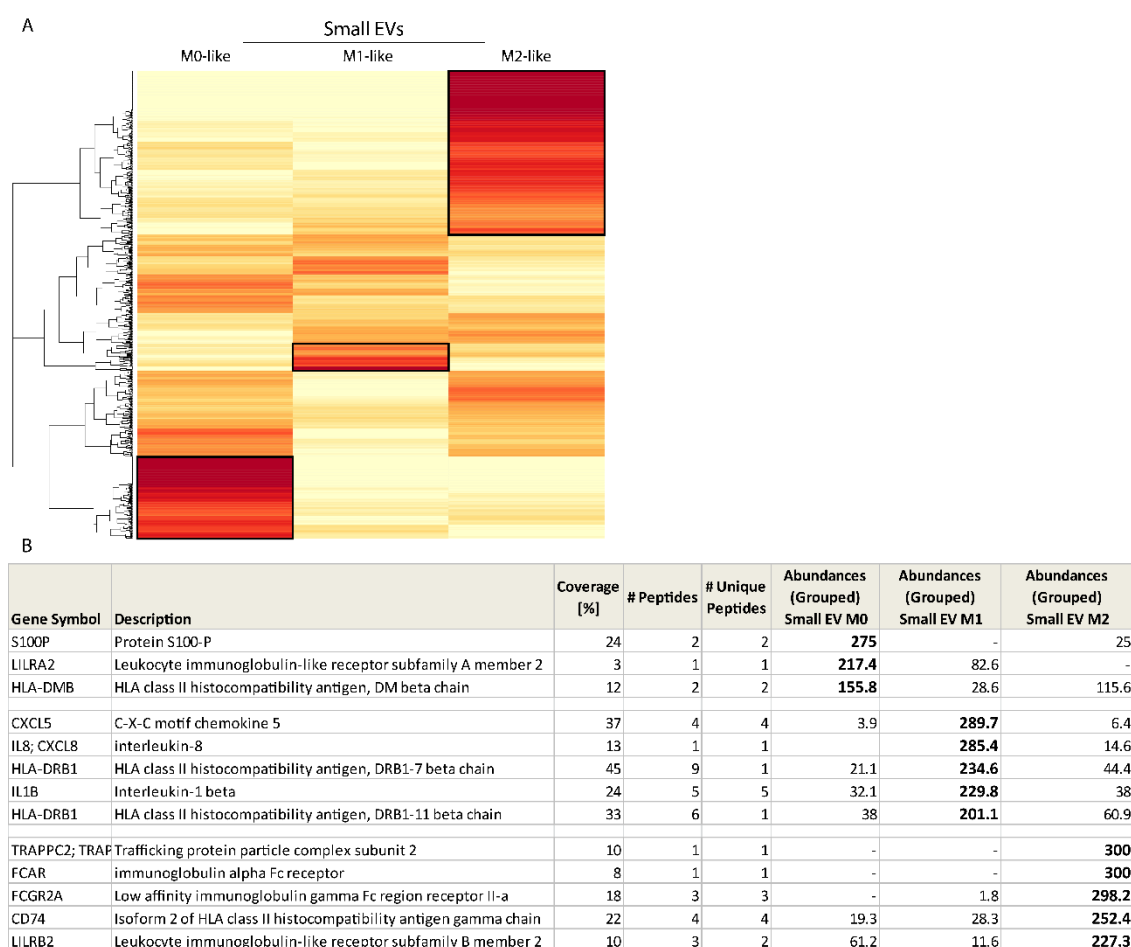 A
Small EVs
M0-like M1-like M2-like
B
Gene Symbol Description Coverage [%] # Peptides # Unique Peptides Abundances (Grouped) Small EV M0 Abundances (Grouped) Small EV M1 Abundances (Grouped) Small EV M2
S100P Protein S100-P 24 2 2 275 - 25
LILRA2 Leukocyte immunoglobulin-like receptor subfamily A member 2 3 1 1 217.4 82.6 -
HLA-DMB HLA class II histocompatibility antigen, DM beta chain 12 2 2 155.8 28.6 115.6
CXCL5 C-X-C motif chemokine 5 37 4 4 3.9 289.7 6.4
IL8; CXCL8 interleukin-8 13 1 1 285.4 14.6
HLA-DRB1 HLA class II histocompatibility antigen, DRB1-7 beta chain 45 9 1 21.1 234.6 44.4
IL1B Interleukin-1 beta 24 5 5 32.1 229.8 38
HLA-DRB1 HLA class II histocompatibility antigen, DRB1-11 beta chain 33 6 1 38 201.1 60.9
TRAPPC2; TRAP Trafficking protein particle complex subunit 2 10 1 1 - - 300
FCAR immunoglobulin alpha Fc receptor 8 1 1 - - 300
FCGR2A Low affinity immunoglobulin gamma Fc region receptor II-a 18 3 3 - 1.8 298.2
CD74 Isoform 2 of HLA class II histocompatibility antigen gamma chain 22 4 4 19.3 28.3 252.4
LILRB2 Leukocyte immunoglobulin-like receptor subfamily B member 2 10 3 2 61.2 11.6 227.3